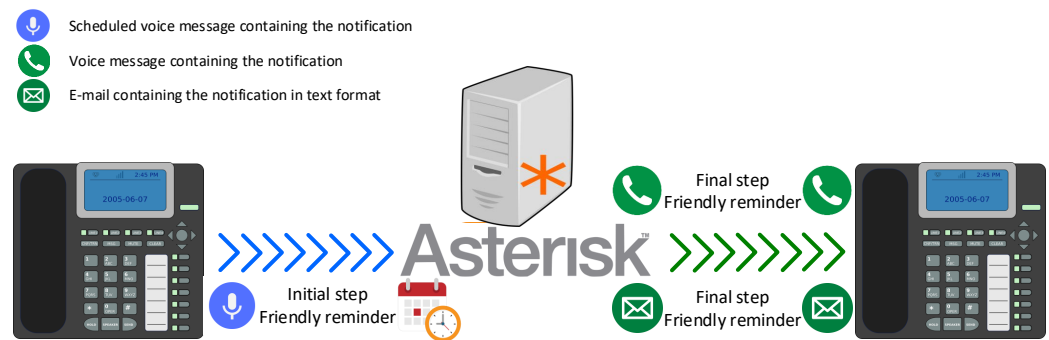 Scheduled voice message containing the notification
Voice message containing the notification
E-mail containing the notification in text format
2:45 PM
2005-06-07
Asterisk™
Initial step
Friendly reminder
Final step
Friendly reminder
Final step
Friendly reminder
2:45 PM
2005-06-07